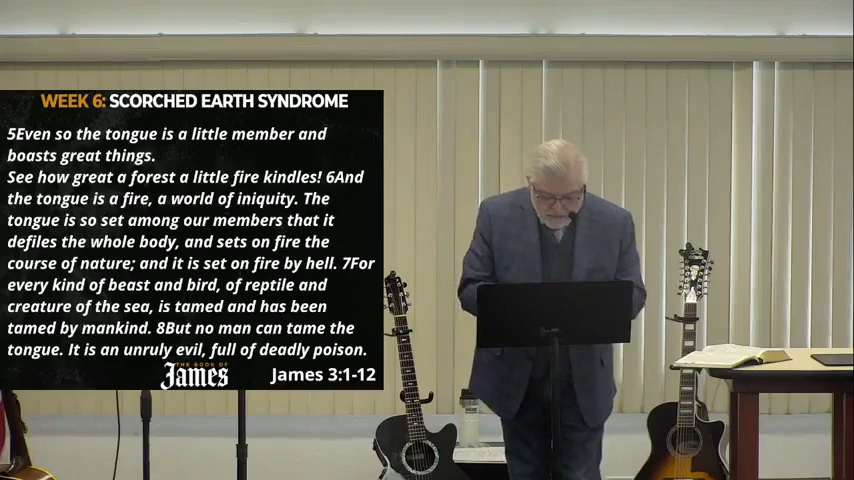 WEEK 6: SCORCHED EARTH SYNDROME
5Even so the tongue is a little member and
boasts great things.
See how great a forest a little fire kindles! 6And
the tongue is a fire, a world of iniquity. The
tongue is so set among our members that it
defiles the whole body, and sets on fire the
course of nature; and it is set on fire by hell. 7For
every kind of beast and bird, of reptile and
creature of the sea, is tamed and has been
tamed by mankind. 8But no man can tame the
tongue. It is an unruly evil, full of deadly poison.
THE BOOK OF
James
James 3:1-12